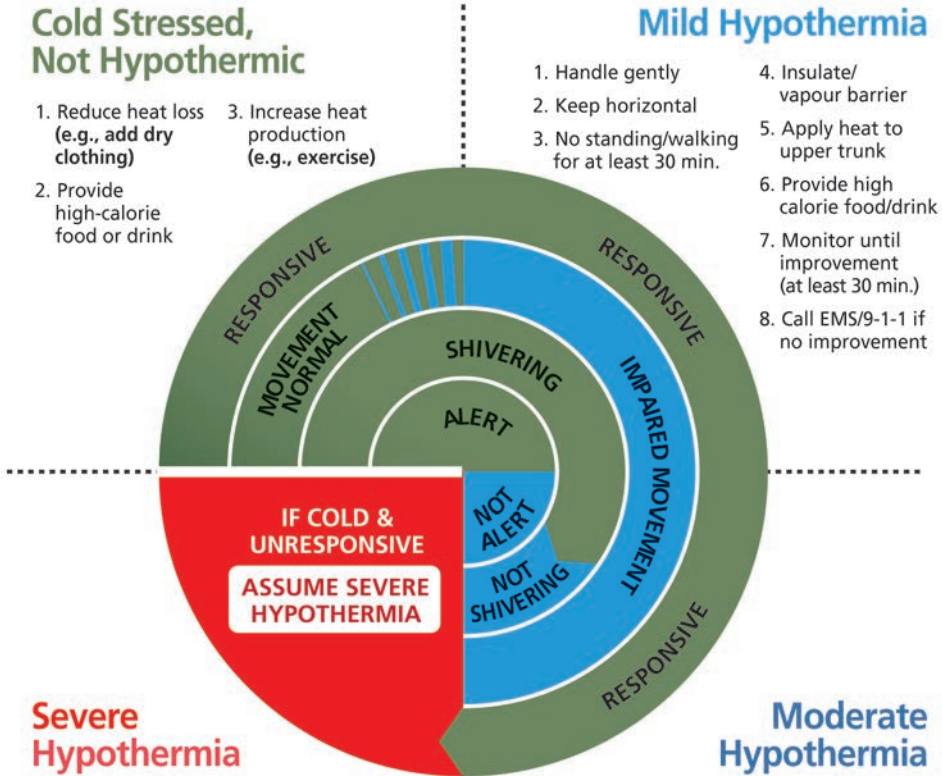 Cold Stressed,
Not Hypothermic
1. Reduce heat loss
(e.g., add dry
clothing)
2. Provide
high-calorie
food or drink
3. Increase heat
production
(e.g., exercise)
Mild Hypothermia
1. Handle gently
2. Keep horizontal
3. No standing/walking
for at least 30 min.
4. Insulate/
vapour barrier
5. Apply heat to
upper trunk
6. Provide high
calorie food/drink
7. Monitor until
improvement
(at least 30 min.)
8. Call EMS/9-1-1 if
no improvement
RESPONSIVE
RESPONSIVE
MOVEMENT
NORMAL
SHIVERING
ALERT
IMPAIRED MOVEMENT
NOT
ALERT
NOT
SHIVERING
RESPONSIVE
IF COLD &
UNRESPONSIVE
ASSUME SEVERE
HYPOTHERMIA
Severe
Hypothermia
Moderate
Hypothermia